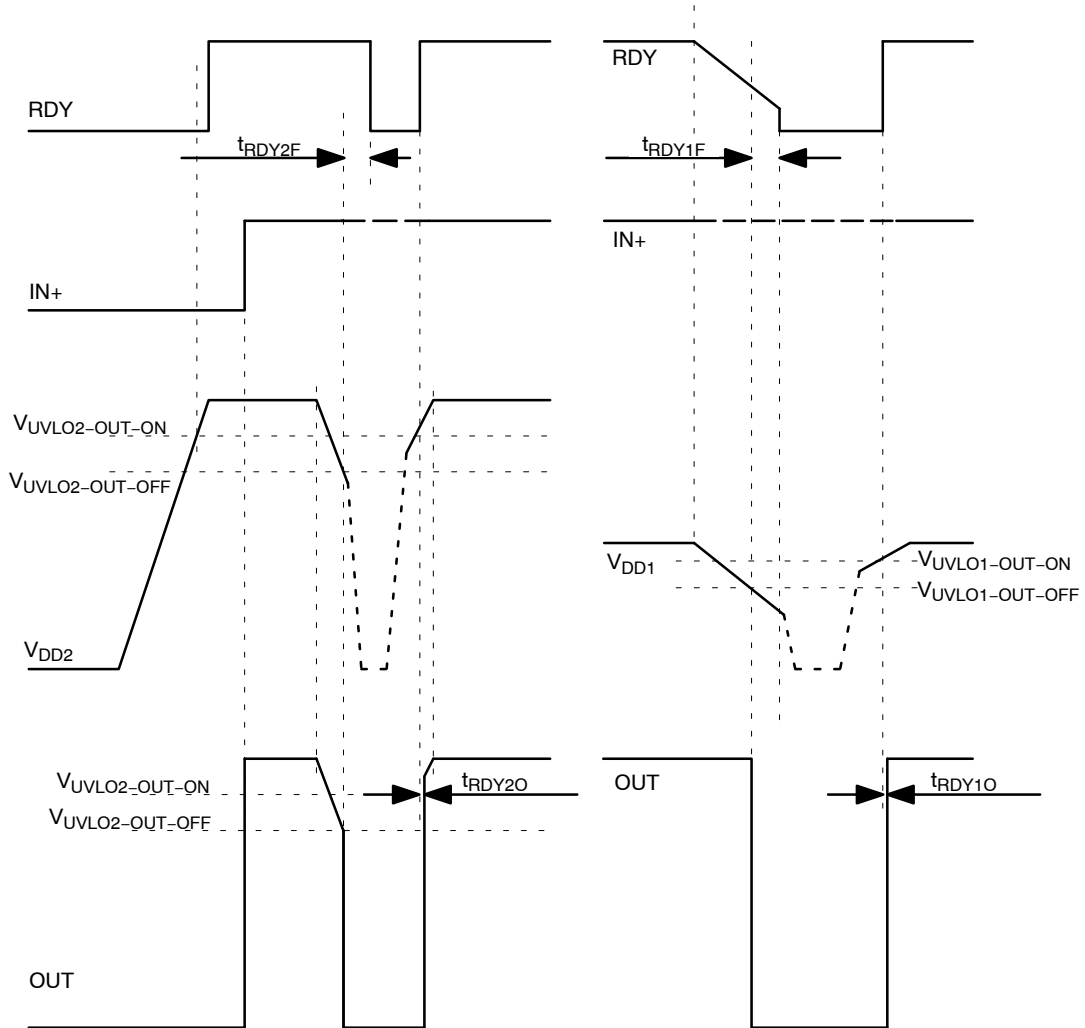 RDY
RDY
tRDY2F
tRDY1F
IN+
IN+
VUVLO2–OUT–ON
VUVLO2–OUT–OFF
VDD1
VUVLO1–OUT–ON
VUVLO1–OUT–OFF
VDD2
VUVLO2–OUT–ON
tRDY2O
OUT
tRDY1O
VUVLO2–OUT–OFF
OUT